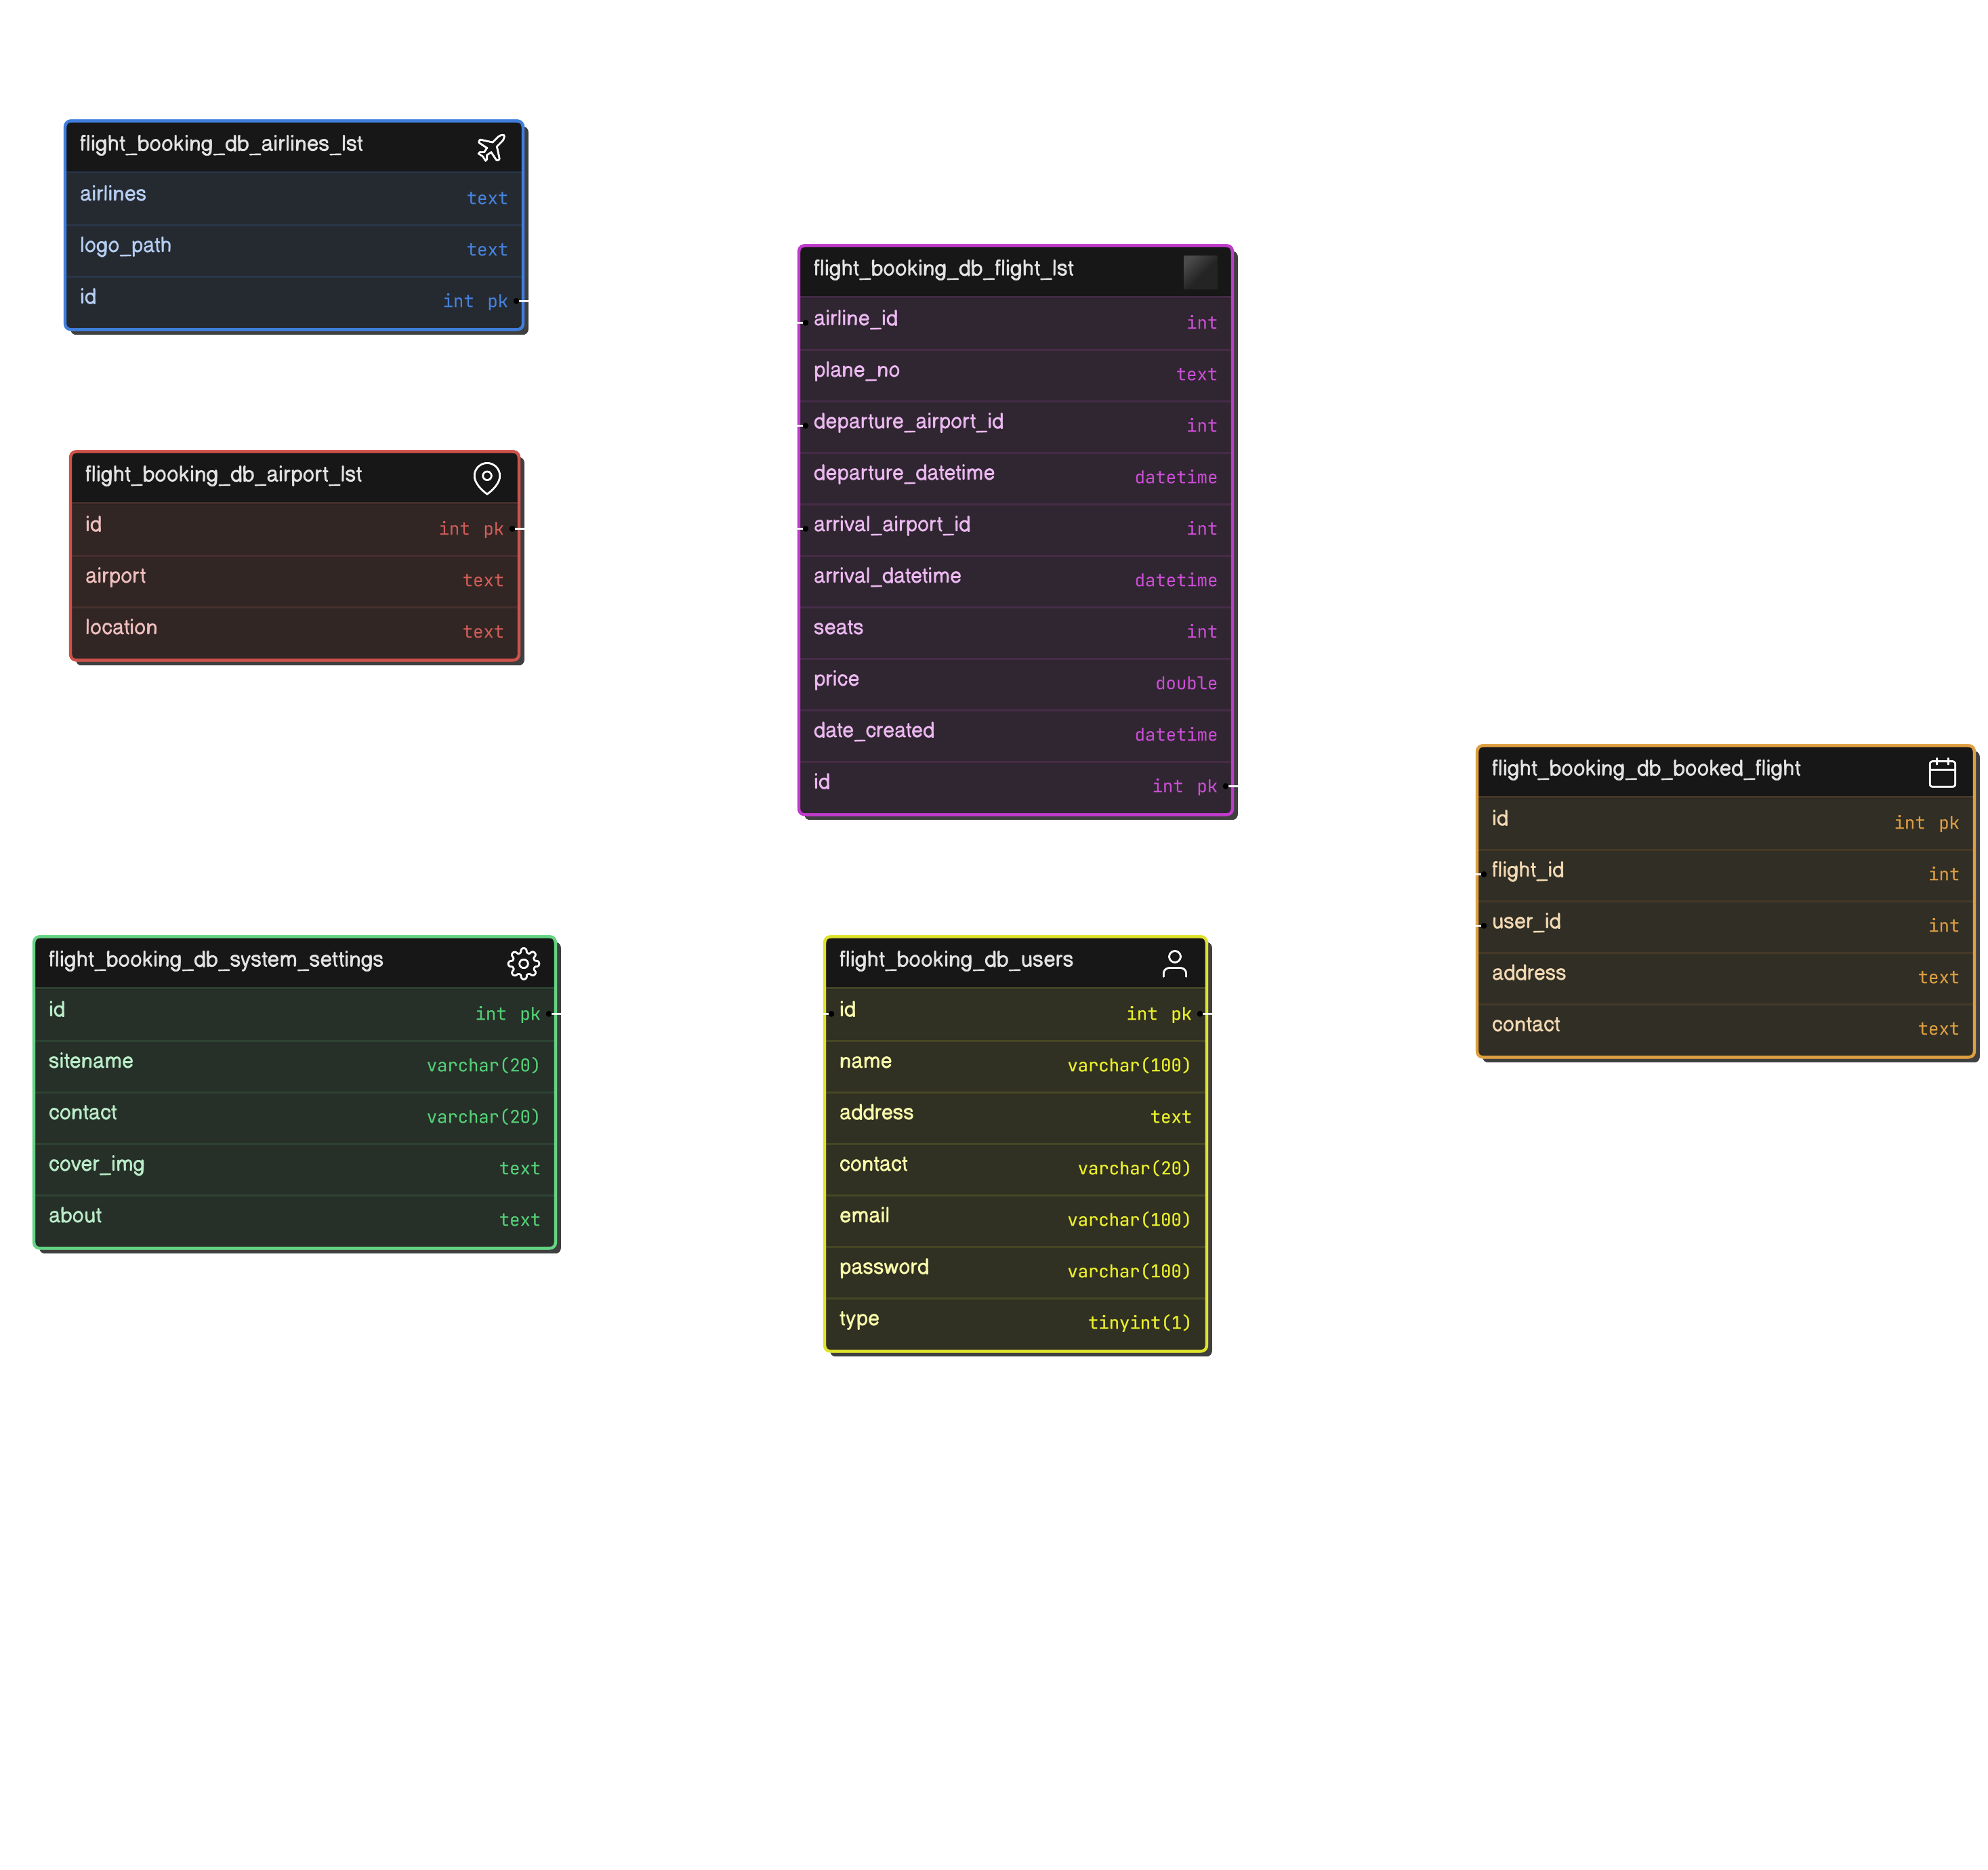 flight_booking_db_airlines_lst
airlines text
logo_path text
id int pk
flight_booking_db_airport_lst
id int pk
airport text
location text
flight_booking_db_system_settings
id int pk
sitename varchar(20)
contact varchar(20)
cover_img text
about text
flight_booking_db_flight_lst
airline_id int
plane_no text
departure_airport_id int
departure_datetime datetime
arrival_airport_id int
arrival_datetime datetime
seats int
price double
date_created datetime
id int pk
flight_booking_db_users
id int pk
name varchar(100)
address text
contact varchar(20)
email varchar(100)
password varchar(100)
type tinyint(1)
flight_booking_db_booked_flight
id int pk
flight_id int
user_id int
address text
contact text